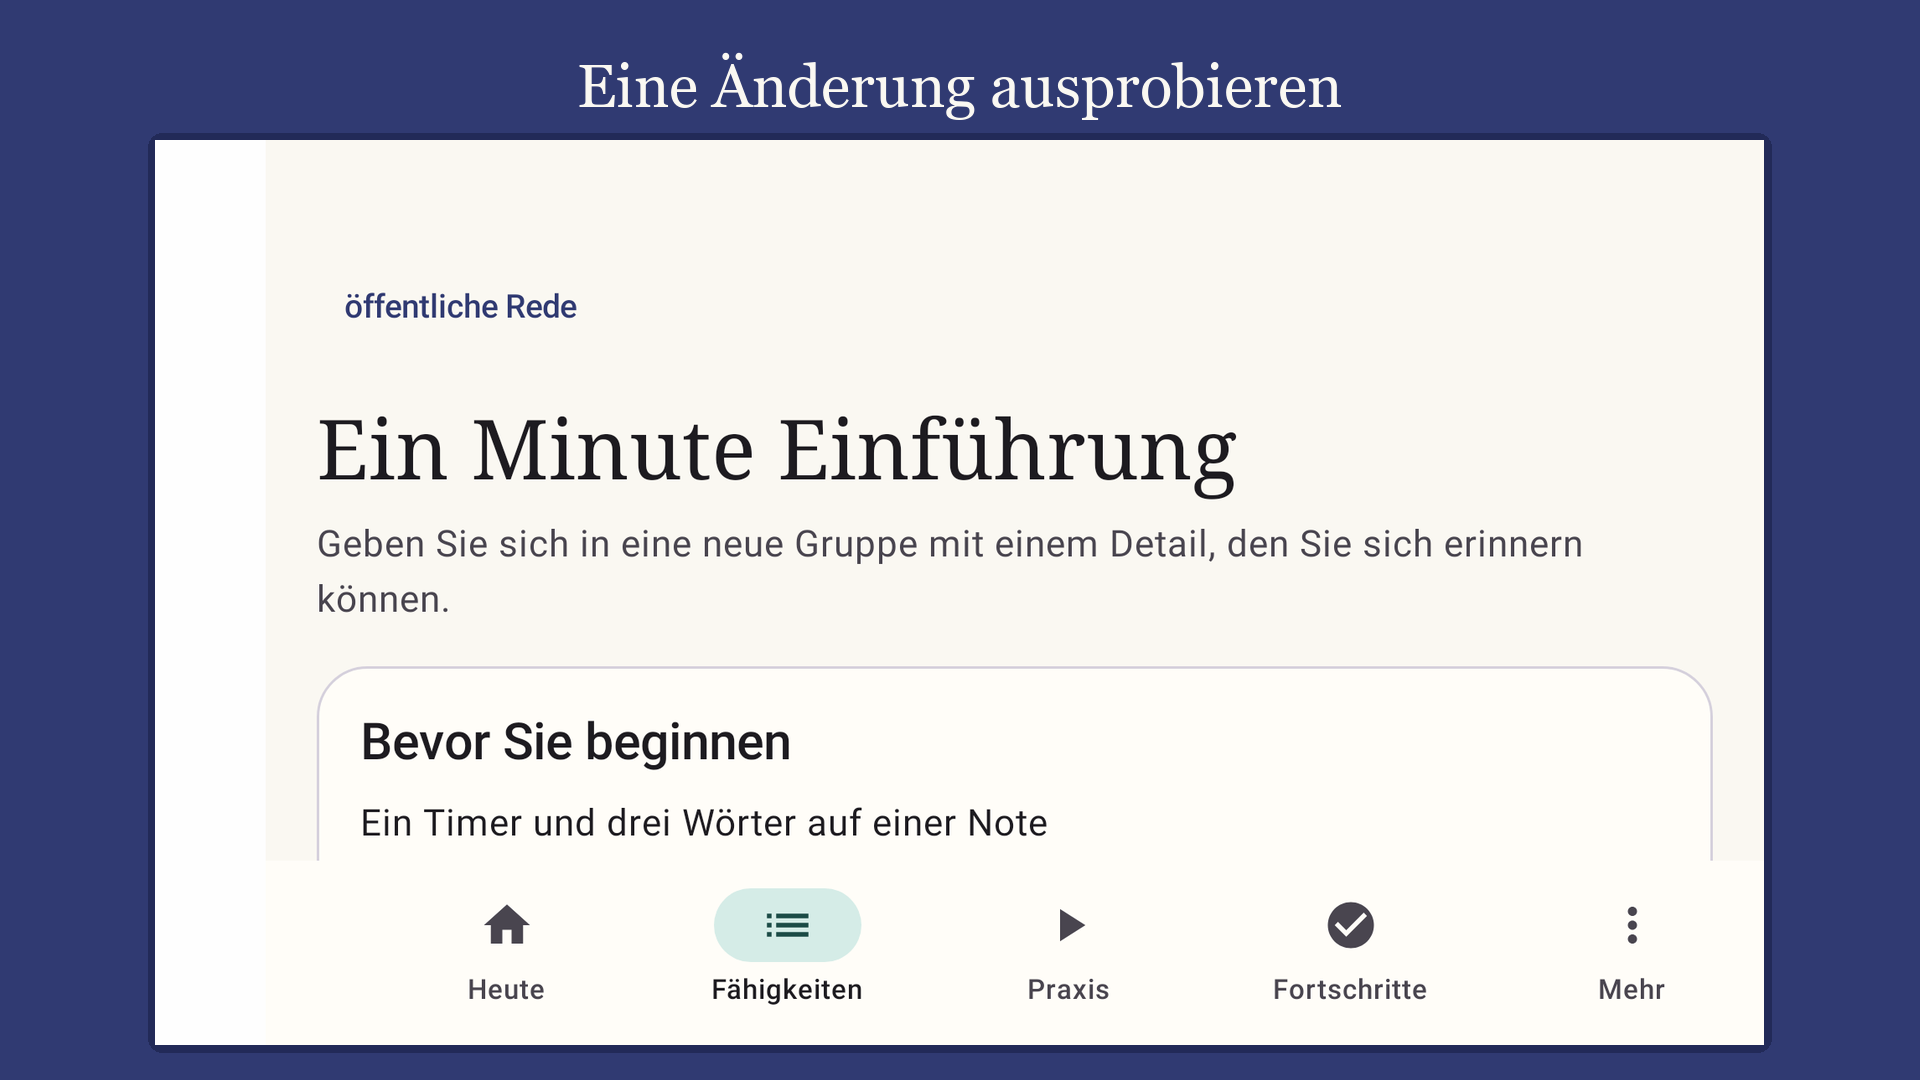 Eine Änderung ausprobieren
öffentliche Rede
Ein Minute Einführung
Geben Sie sich in eine neue Gruppe mit einem Detail, den Sie sich erinnern
können.
Bevor Sie beginnen
Ein Timer und drei Wörter auf einer Note
Heute
Fähigkeiten
Praxis
Fortschritte
Mehr